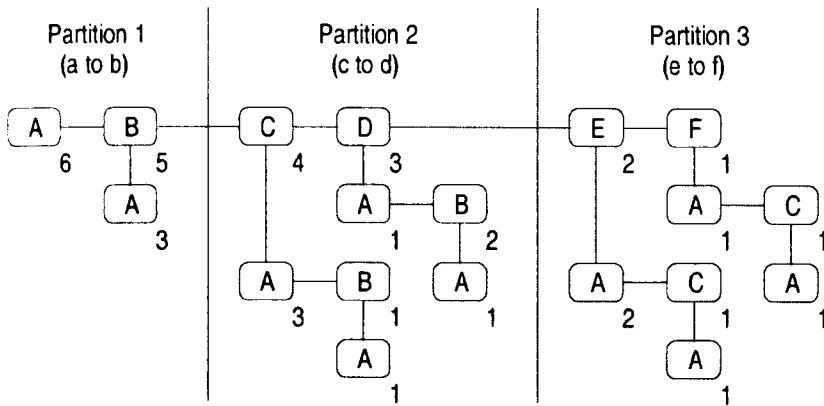 Partition 1
(a to b)
Partition 2
(c to d)
Partition 3
(e to f)
A B C D E F
6 5 4 3 2 1
A A B A C
3 1 2 1 1
A B A A C A
3 1 1 2 1 1
A A
1 1